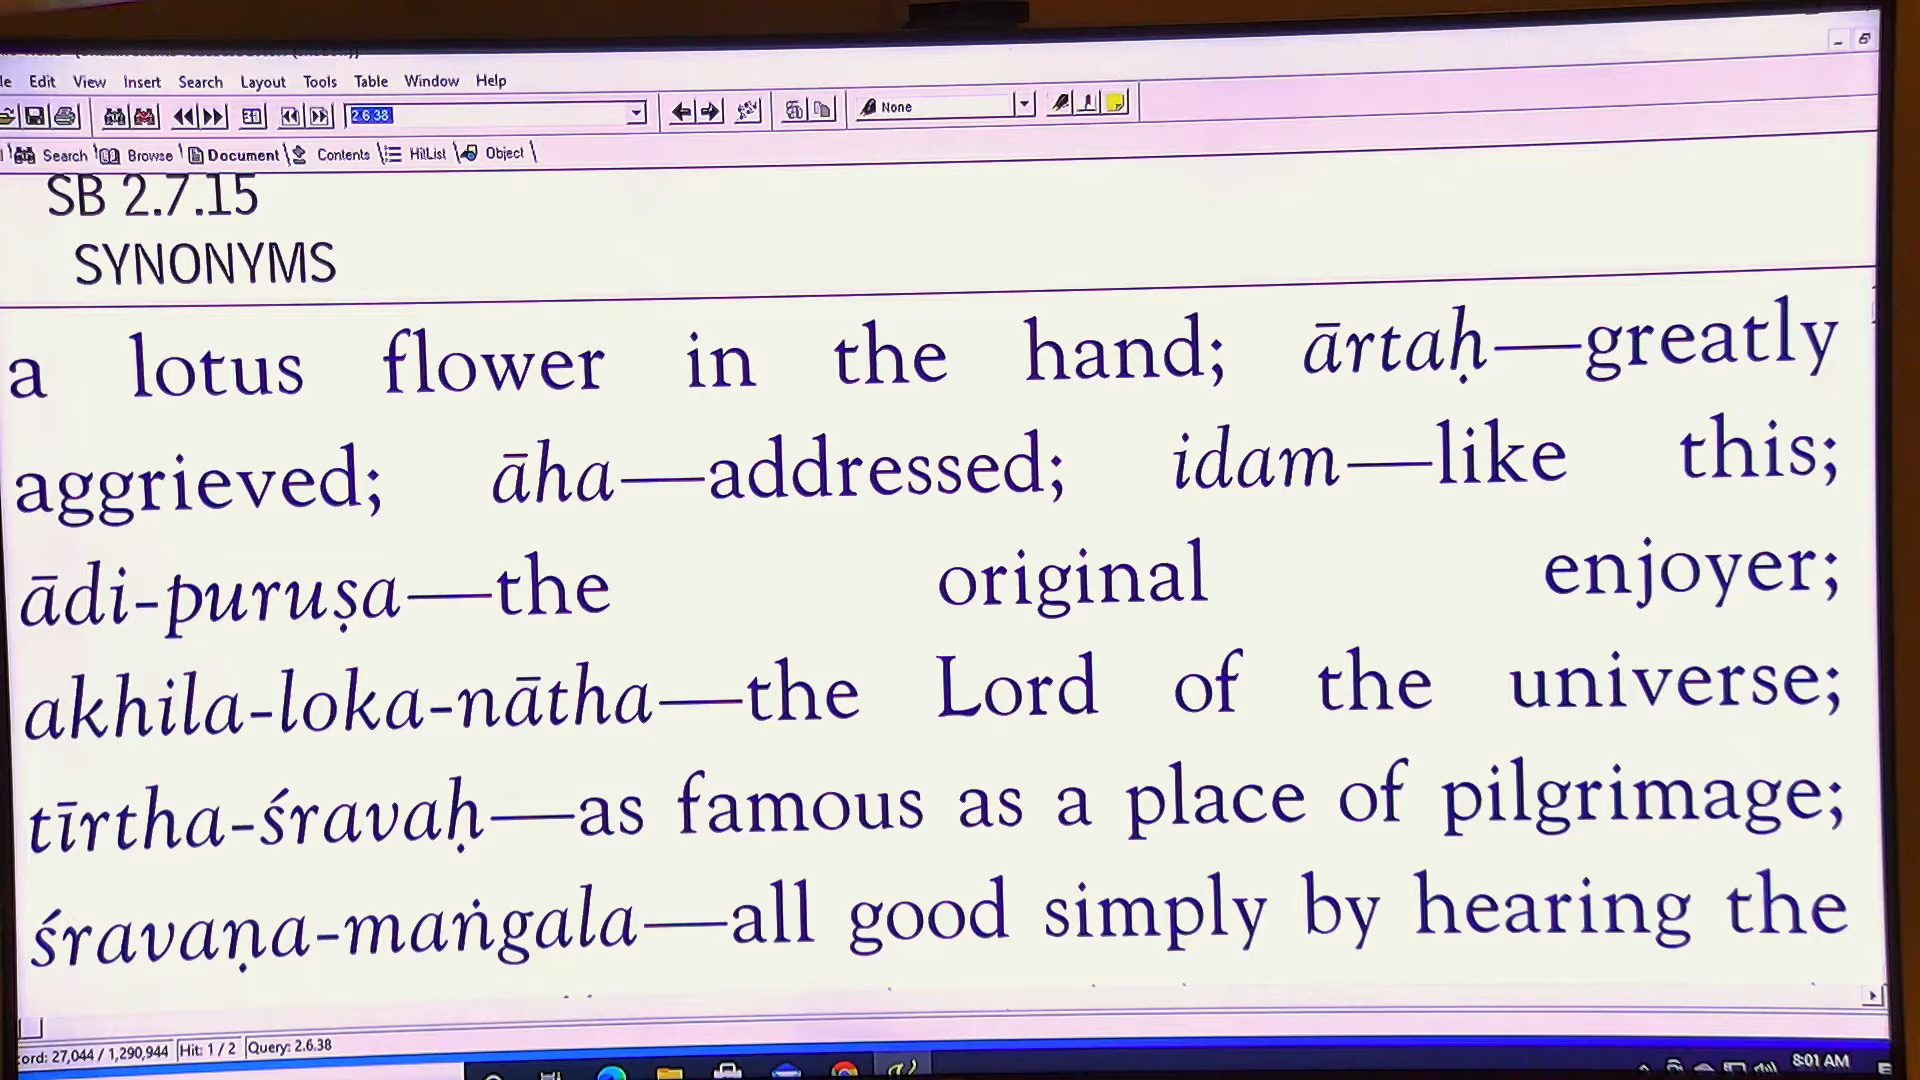 Edit View Insert Search Layout Tools Table Window Help
2.6.38
None
Search Browse Document Contents HitList Object
SB 2.7.15
SYNONYMS
a lotus flower in the hand; ārtaḥ—greatly
aggrieved; āha—addressed; idam—like this;
ādi-puruṣa—the original enjoyer;
akhila-loka-nātha—the Lord of the universe;
tīrtha-śravaḥ—as famous as a place of pilgrimage;
śravaṇa-maṅgala—all good simply by hearing the
ord: 27,044 / 1,290,944 Hit: 1 / 2 Query: 2.6.38
8:01 AM